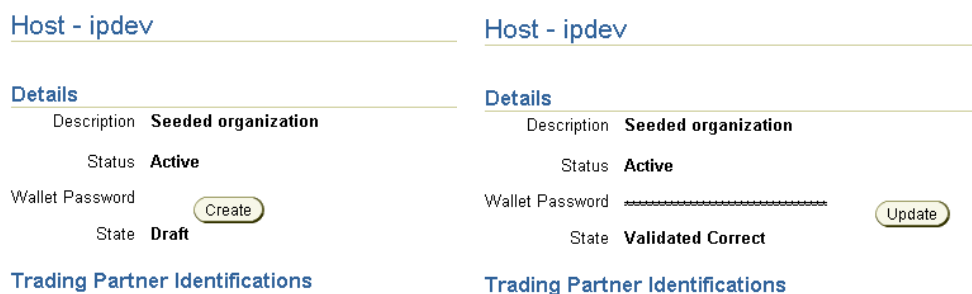 Host - ipdev
Details
Description Seeded organization
Status Active
Wallet Password
Create
State Draft
Trading Partner Identifications
Host - ipdev
Details
Description Seeded organization
Status Active
Wallet Password
Update
State Validated Correct
Trading Partner Identifications